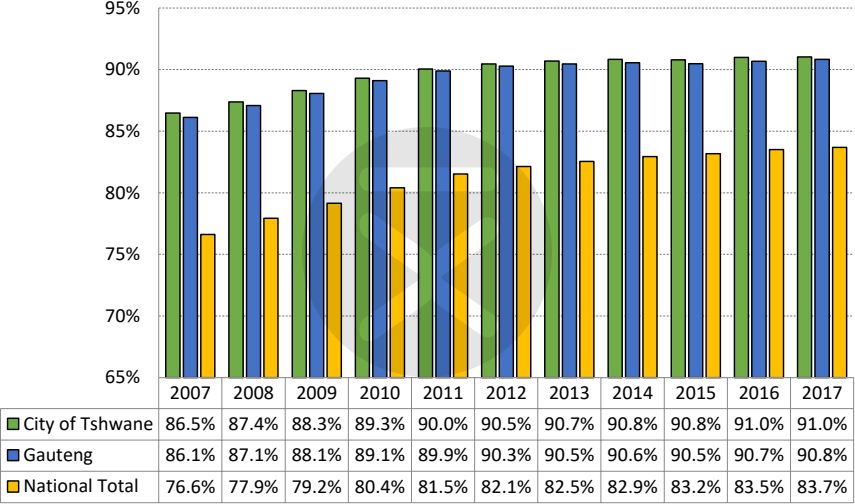 95%
90%
85%
80%
75%
70%
65%
2007 2008 2009 2010 2011 2012 2013 2014 2015 2016 2017
City of Tshwane 86.5% 87.4% 88.3% 89.3% 90.0% 90.5% 90.7% 90.8% 90.8% 91.0% 91.0%
Gauteng 86.1% 87.1% 88.1% 89.1% 89.9% 90.3% 90.5% 90.6% 90.5% 90.7% 90.8%
National Total 76.6% 77.9% 79.2% 80.4% 81.5% 82.1% 82.5% 82.9% 83.2% 83.5% 83.7%